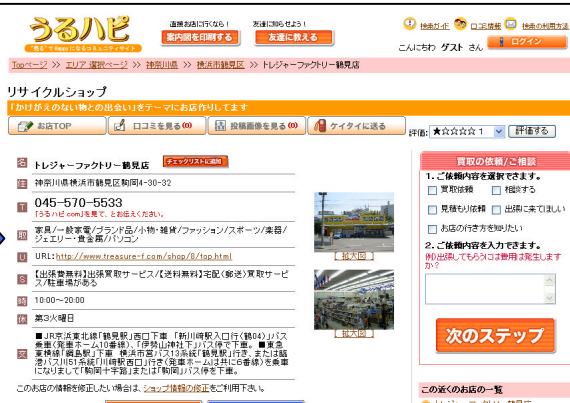 うるハピ
"売る"でHappyになるコミュニティサイト
直接お店に行くなら！
案内図を印刷する
友達に知らせよう！
友達に教える
検索ガイド
口コミ情報
検索の利用方法
こんにちわ ゲスト さん
ログイン
Topページ >> エリア選択ページ >> 神奈川県 >> 横浜市鶴見区 >> トレジャーファクトリー鶴見店
リサイクルショップ
「かけがえのない物との出会い」をテーマにお店作りしてます
お店TOP
口コミを見る(0)
投稿画像を見る(0)
ケイタイに送る
評価: ★☆☆☆☆ 1
評価する
名 トレジャーファクトリー鶴見店
チェックリストに追加
住 神奈川県横浜市鶴見区駒岡4-30-32
T 045-570-5533
「うるハピ.com」を見て、とお伝えください。
取 家具/一般家電/ブランド品/小物・雑貨/ファッション/スポーツ/楽器/
ジュエリー・貴金属/パソコン
U URL:http://www.treasure-f.com/shop/8/top.html
S 【出張費無料】出張買取サービス/【送料無料】宅配(郵送)買取サービ
ス/駐車場がある
時 10:00～20:00
休 第3火曜日
交 ■JR京浜東北線「鶴見駅」西口下車 「新川崎駅入口行(鶴04)」バス
乗車(発車ホーム10番線)、「伊勢山神社下」バス停で下車。 ■東急
東横線「綱島駅」下車 横浜市営バス13系統「鶴見駅」行き、または臨
港バス川51系統「川崎駅西口」行き(発車ホームは共に6番線)を乗車
になりまして「駒岡十字路」または「駒岡」バス停を下車。
[ 拡大図 ]
[ 拡大図 ]
このお店の情報を修正したい場合は、ショップ情報の修正をご利用下さい。
買取の依頼/ご相談
1. ご依頼内容を選択できます。
買取依頼
相談する
見積もり依頼
出張に来てほしい
お店の行き方を知りたい
2. ご依頼内容を入力できます。
例)出張してもらうには費用は発生します
か？
次のステップ
この近くのお店の一覧